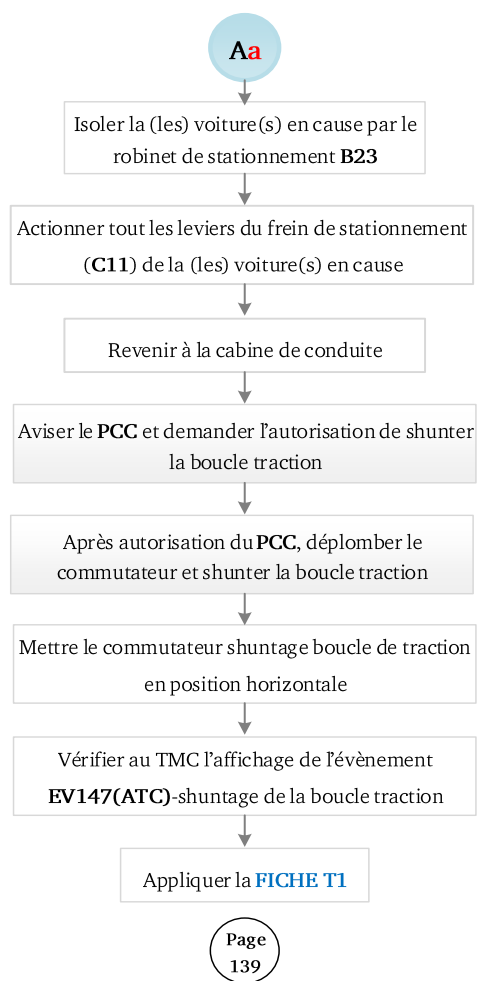 Aa
Isoler la (les) voiture(s) en cause par le
robinet de stationnement B23
Actionner tout les leviers du frein de stationnement
(C11) de la (les) voiture(s) en cause
Revenir à la cabine de conduite
Aviser le PCC et demander l'autorisation de shunter
la boucle traction
Après autorisation du PCC, déplomber le
commutateur et shunter la boucle traction
Mettre le commutateur shuntage boucle de traction
en position horizontale
Vérifier au TMC l'affichage de l'évènement
EV147(ATC)-shuntage de la boucle traction
Appliquer la FICHE T1
Page
139